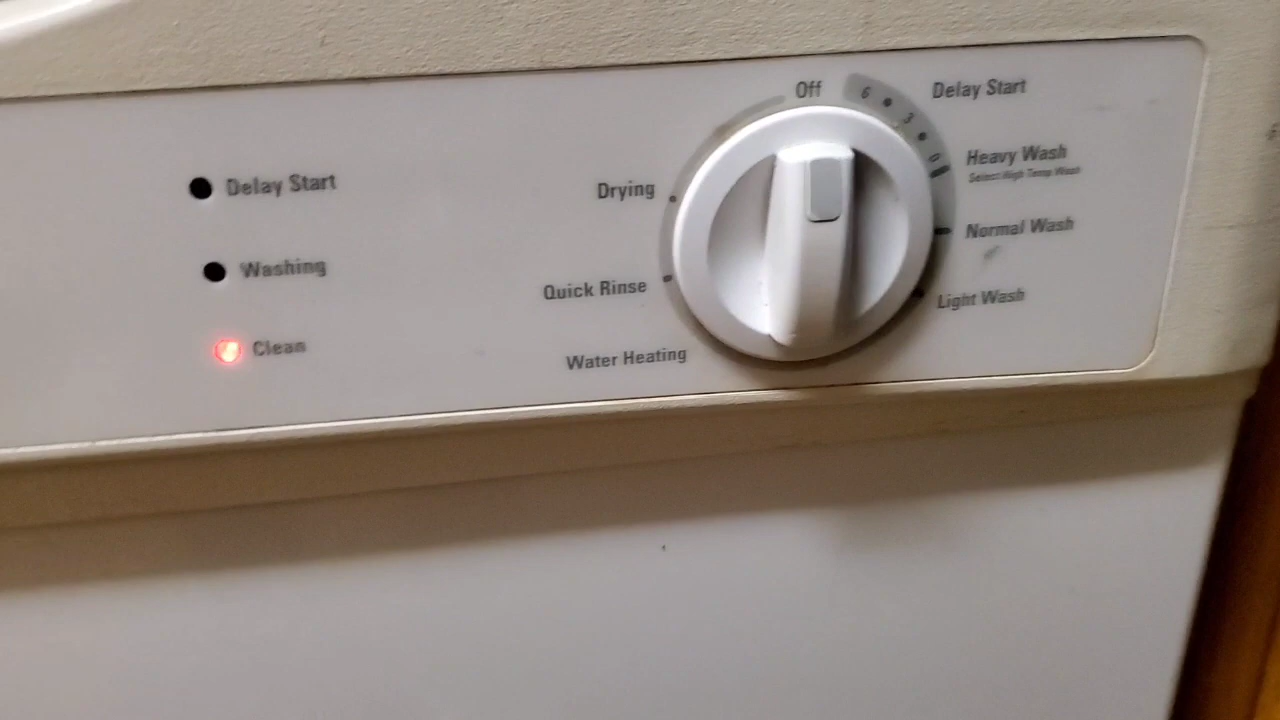 Off
6
3
0
Delay Start
Heavy Wash
Select High Temp Wash
Normal Wash
Light Wash
Drying
Quick Rinse
Water Heating
Delay Start
Washing
Clean